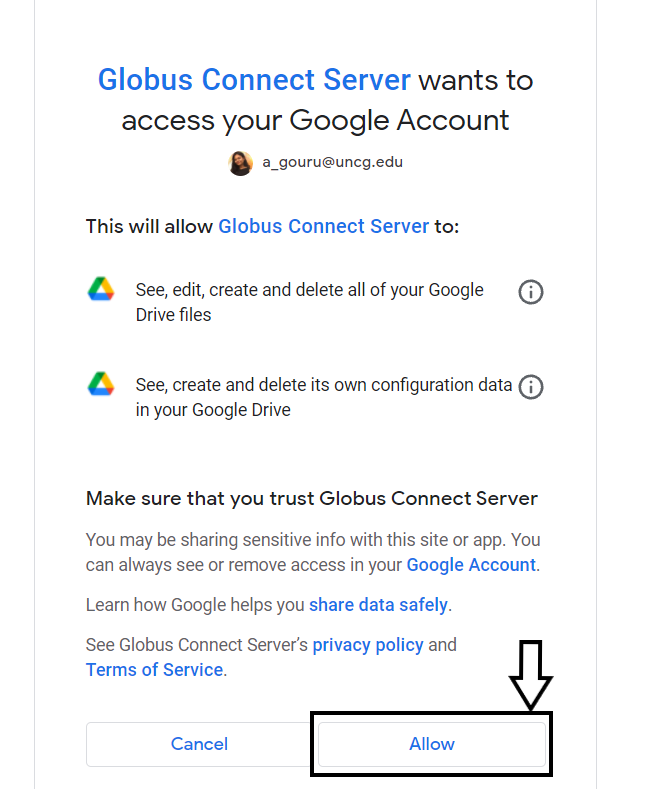 Globus Connect Server wants to
access your Google Account
a_gouru@uncg.edu
This will allow Globus Connect Server to:
See, edit, create and delete all of your Google
Drive files
See, create and delete its own configuration data
in your Google Drive
Make sure that you trust Globus Connect Server
You may be sharing sensitive info with this site or app. You
can always see or remove access in your Google Account.
Learn how Google helps you share data safely.
See Globus Connect Server’s privacy policy and
Terms of Service.
Cancel
Allow